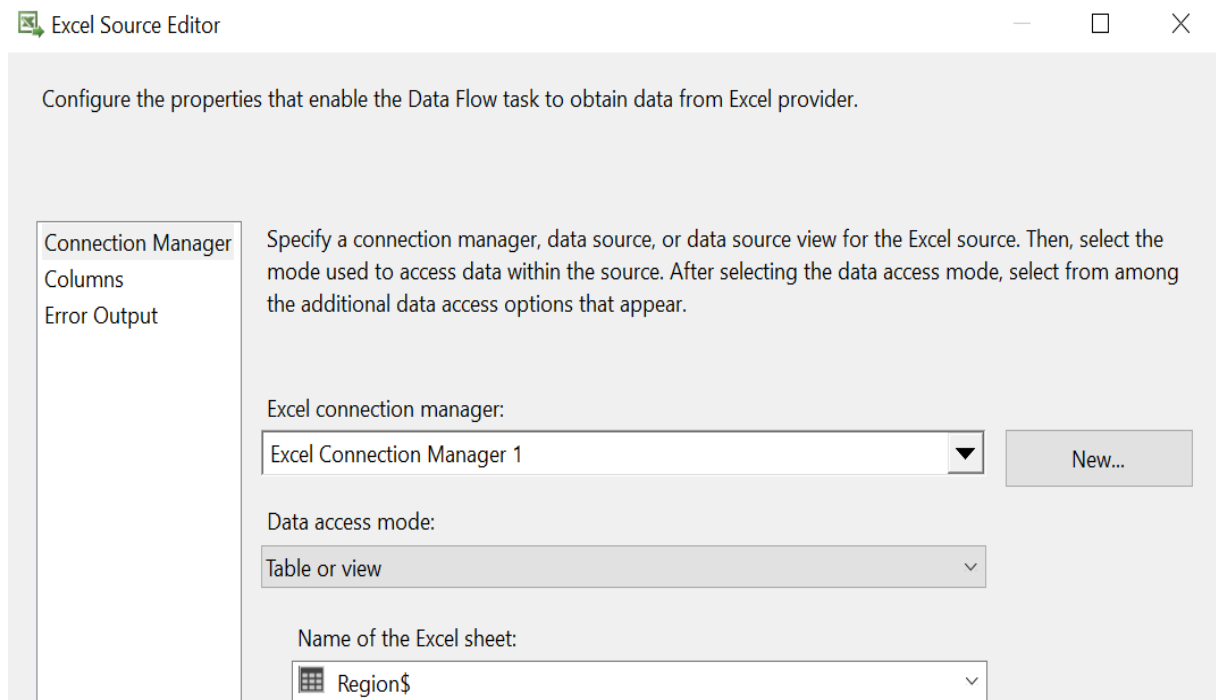 Excel Source Editor
Configure the properties that enable the Data Flow task to obtain data from Excel provider.
Connection Manager
Columns
Error Output
Specify a connection manager, data source, or data source view for the Excel source. Then, select the
mode used to access data within the source. After selecting the data access mode, select from among
the additional data access options that appear.
Excel connection manager:
Excel Connection Manager 1
New...
Data access mode:
Table or view
Name of the Excel sheet:
Region$